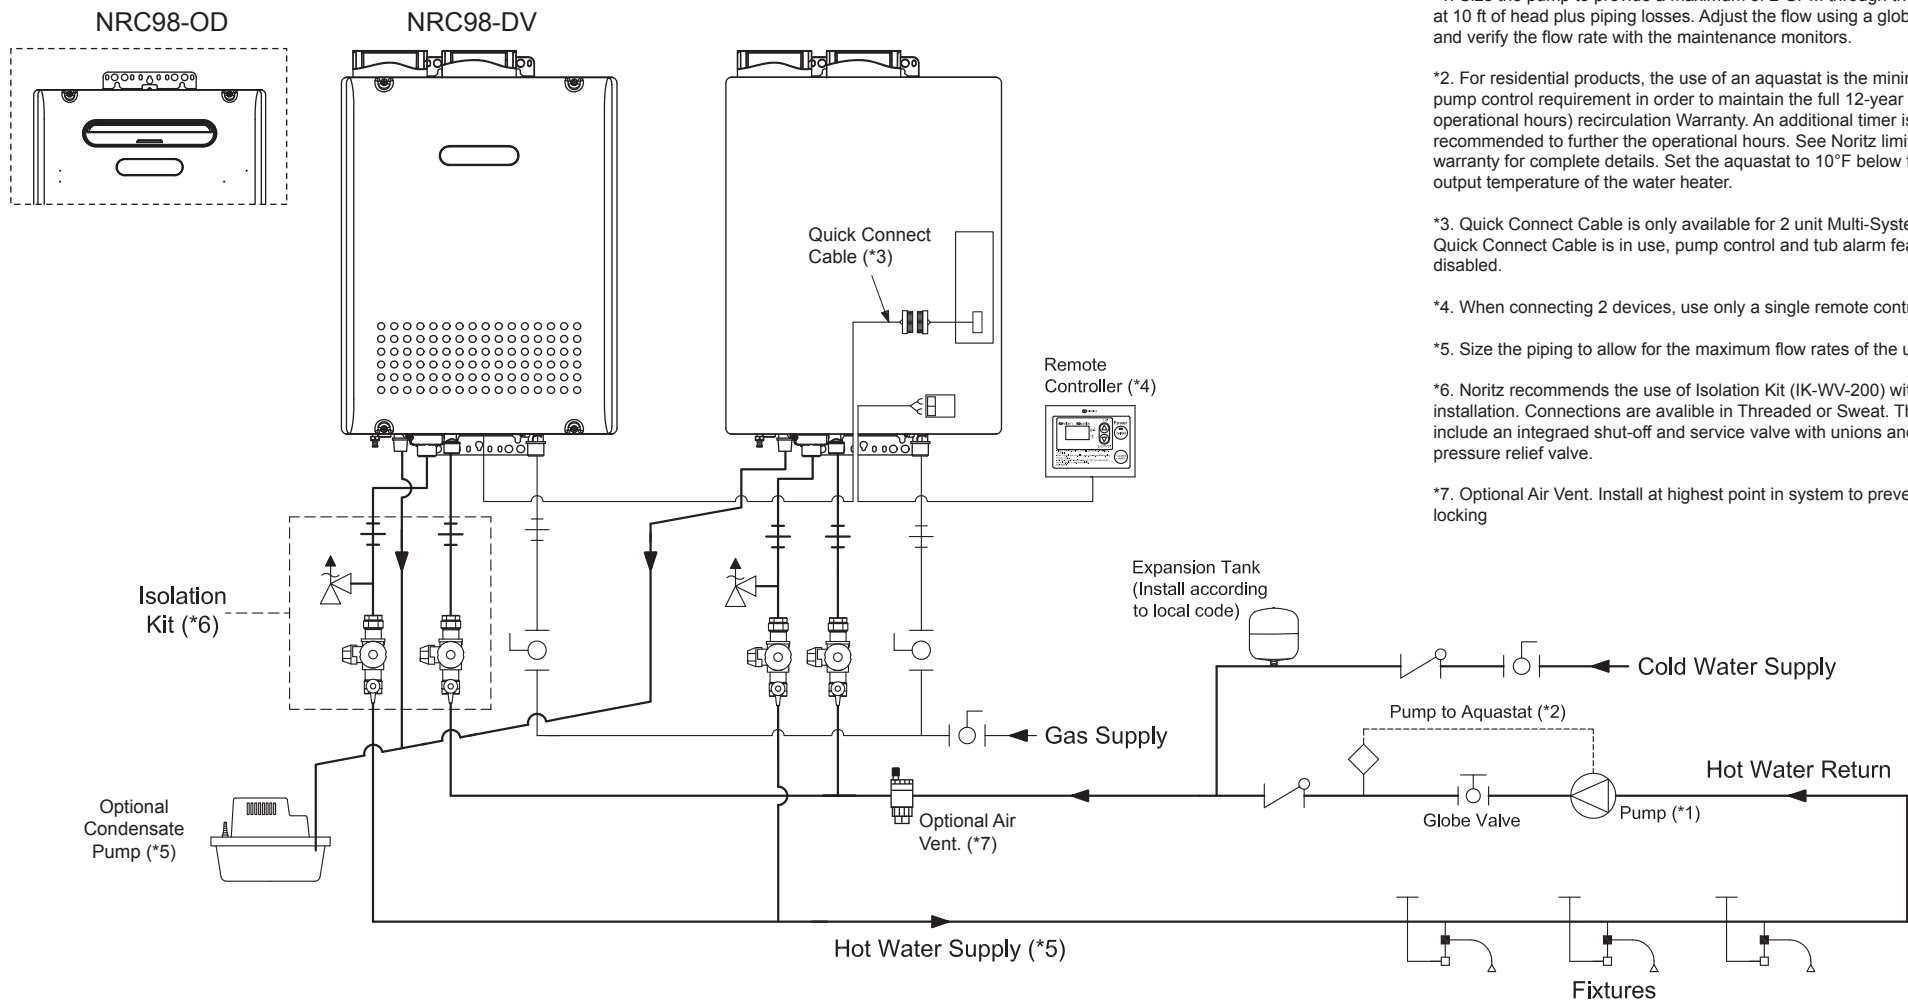 NRC98-OD
NRC98-DV
at 10 ft of head plus piping losses. Adjust the flow using a
and verify the flow rate with the maintenance monitors.
*2. For residential products, the use of an aquastat is the
pump control requirement in order to maintain the full 12-year
operational hours) recirculation Warranty. An additional timer
recommended to further the operational hours. See Noritz
warranty for complete details. Set the aquastat to 10°F below
output temperature of the water heater.
*3. Quick Connect Cable is only available for 2 unit
Quick Connect Cable is in use, pump control and tub alarm
disabled.
*4. When connecting 2 devices, use only a single remote
*5. Size the piping to allow for the maximum flow rates of the
*6. Noritz recommends the use of Isolation Kit (IK-WV-200)
installation. Connections are avalible in Threaded or Sweat.
include an integraed shut-off and service valve with unions
pressure relief valve.
*7. Optional Air Vent. Install at highest point in system to
locking
Quick Connect
Cable (*3)
Remote
Controller (*4)
Isolation
Kit (*6)
Expansion Tank
(Install according
to local code)
Cold Water Supply
Pump to Aquastat (*2)
Gas Supply
Hot Water Return
Optional
Condensate
Pump (*5)
Optional Air
Vent. (*7)
Globe Valve
Pump (*1)
Hot Water Supply (*5)
Fixtures